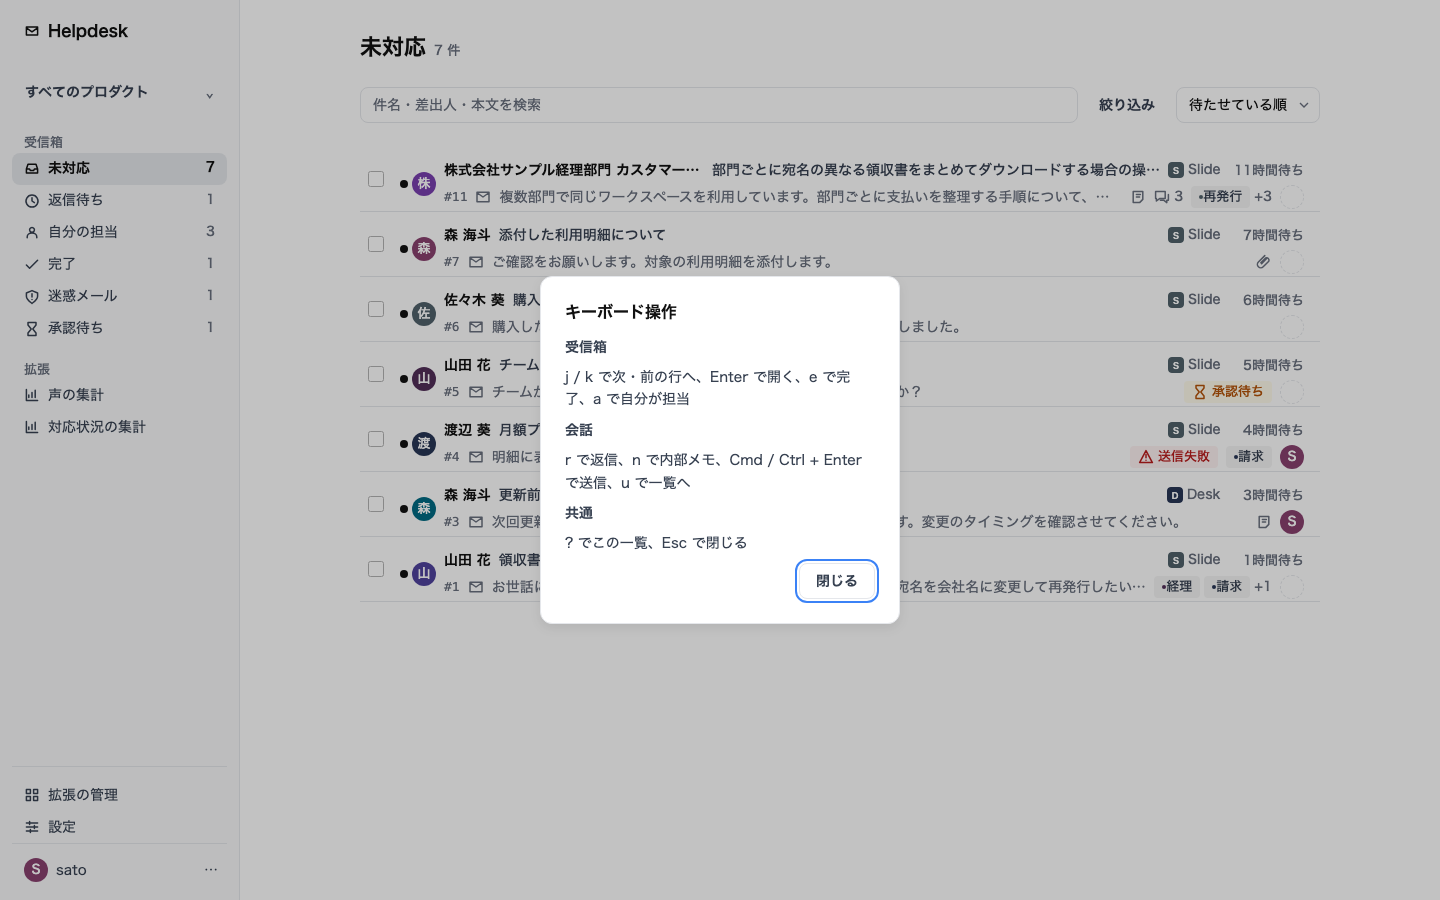 Helpdesk
すべてのプロダクト
受信箱
未対応 7
返信待ち 1
自分の担当 3
完了 1
迷惑メール 1
承認待ち 1
拡張
声の集計
対応状況の集計
拡張の管理
設定
S sato …
未対応 7 件
件名・差出人・本文を検索 絞り込み 待たせている順
株 株式会社サンプル経理部門 カスタマー… 部門ごとに宛名の異なる領収書をまとめてダウンロードする場合の操… S Slide 11時間待ち
#11 複数部門で同じワークスペースを利用しています。部門ごとに支払いを整理する手順について、… 3 •再発行 +3
森 森 海斗 添付した利用明細について S Slide 7時間待ち
#7 ご確認をお願いします。対象の利用明細を添付します。
佐 佐々木 葵 購入 S Slide 6時間待ち
#6 購入した しました。
山 山田 花 チーム S Slide 5時間待ち
#5 チームか か？ 承認待ち
渡 渡辺 葵 月額プ S Slide 4時間待ち
#4 明細に 送信失敗 •請求 S
森 森 海斗 更新前 D Desk 3時間待ち
#3 次回更新 す。変更のタイミングを確認させてください。 S
山 山田 花 領収書 S Slide 1時間待ち
#1 お世話に 宛名を会社名に変更して再発行したい… •経理 •請求 +1
キーボード操作
受信箱
j / k で次・前の行へ、Enter で開く、e で完
了、a で自分が担当
会話
r で返信、n で内部メモ、Cmd / Ctrl + Enter
で送信、u で一覧へ
共通
? でこの一覧、Esc で閉じる
閉じる